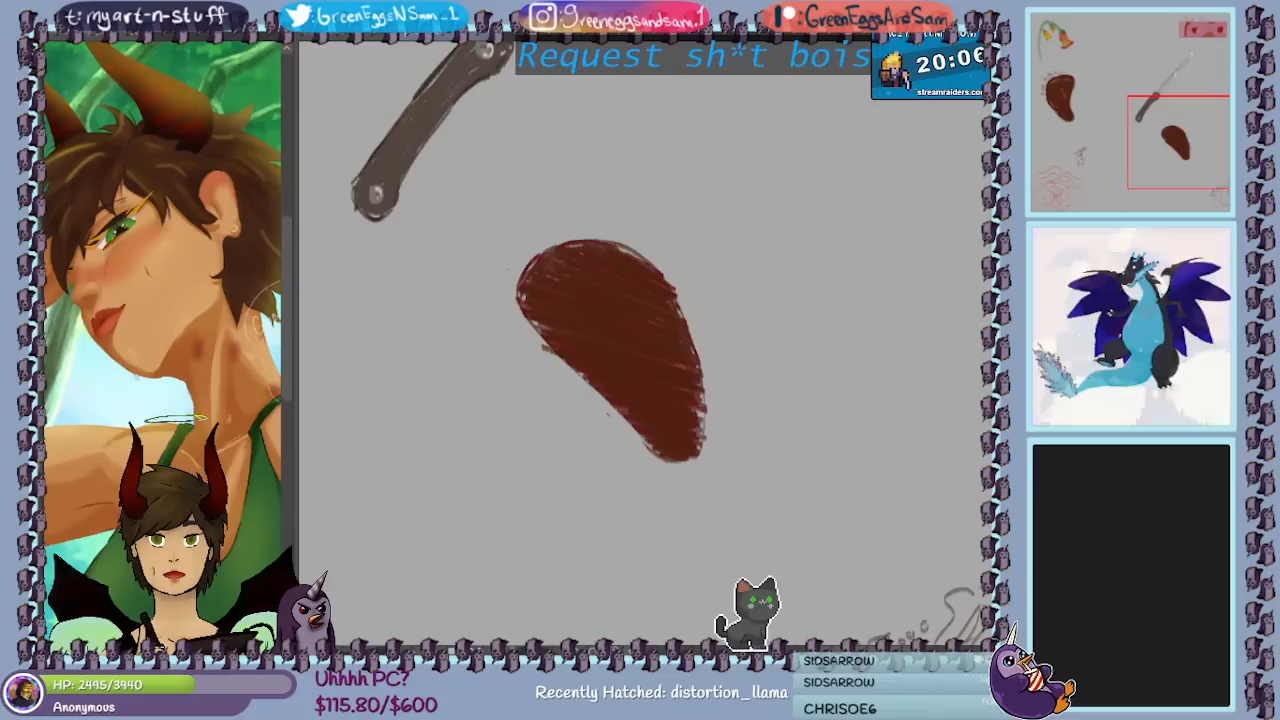 t:myart-n-stuff
:GreenEggsNSam_1
:Greeneggsandsam.1
:GreenEggsAndSam
Request sh*t bois
20:06
streamraiders.co
HP: 2495/3940
Anonymous
Uhhhh PC?
$115.80/$600
Recently Hatched: distortion_llama
SIDSARROW
SIDSARROW
CHRISOE6